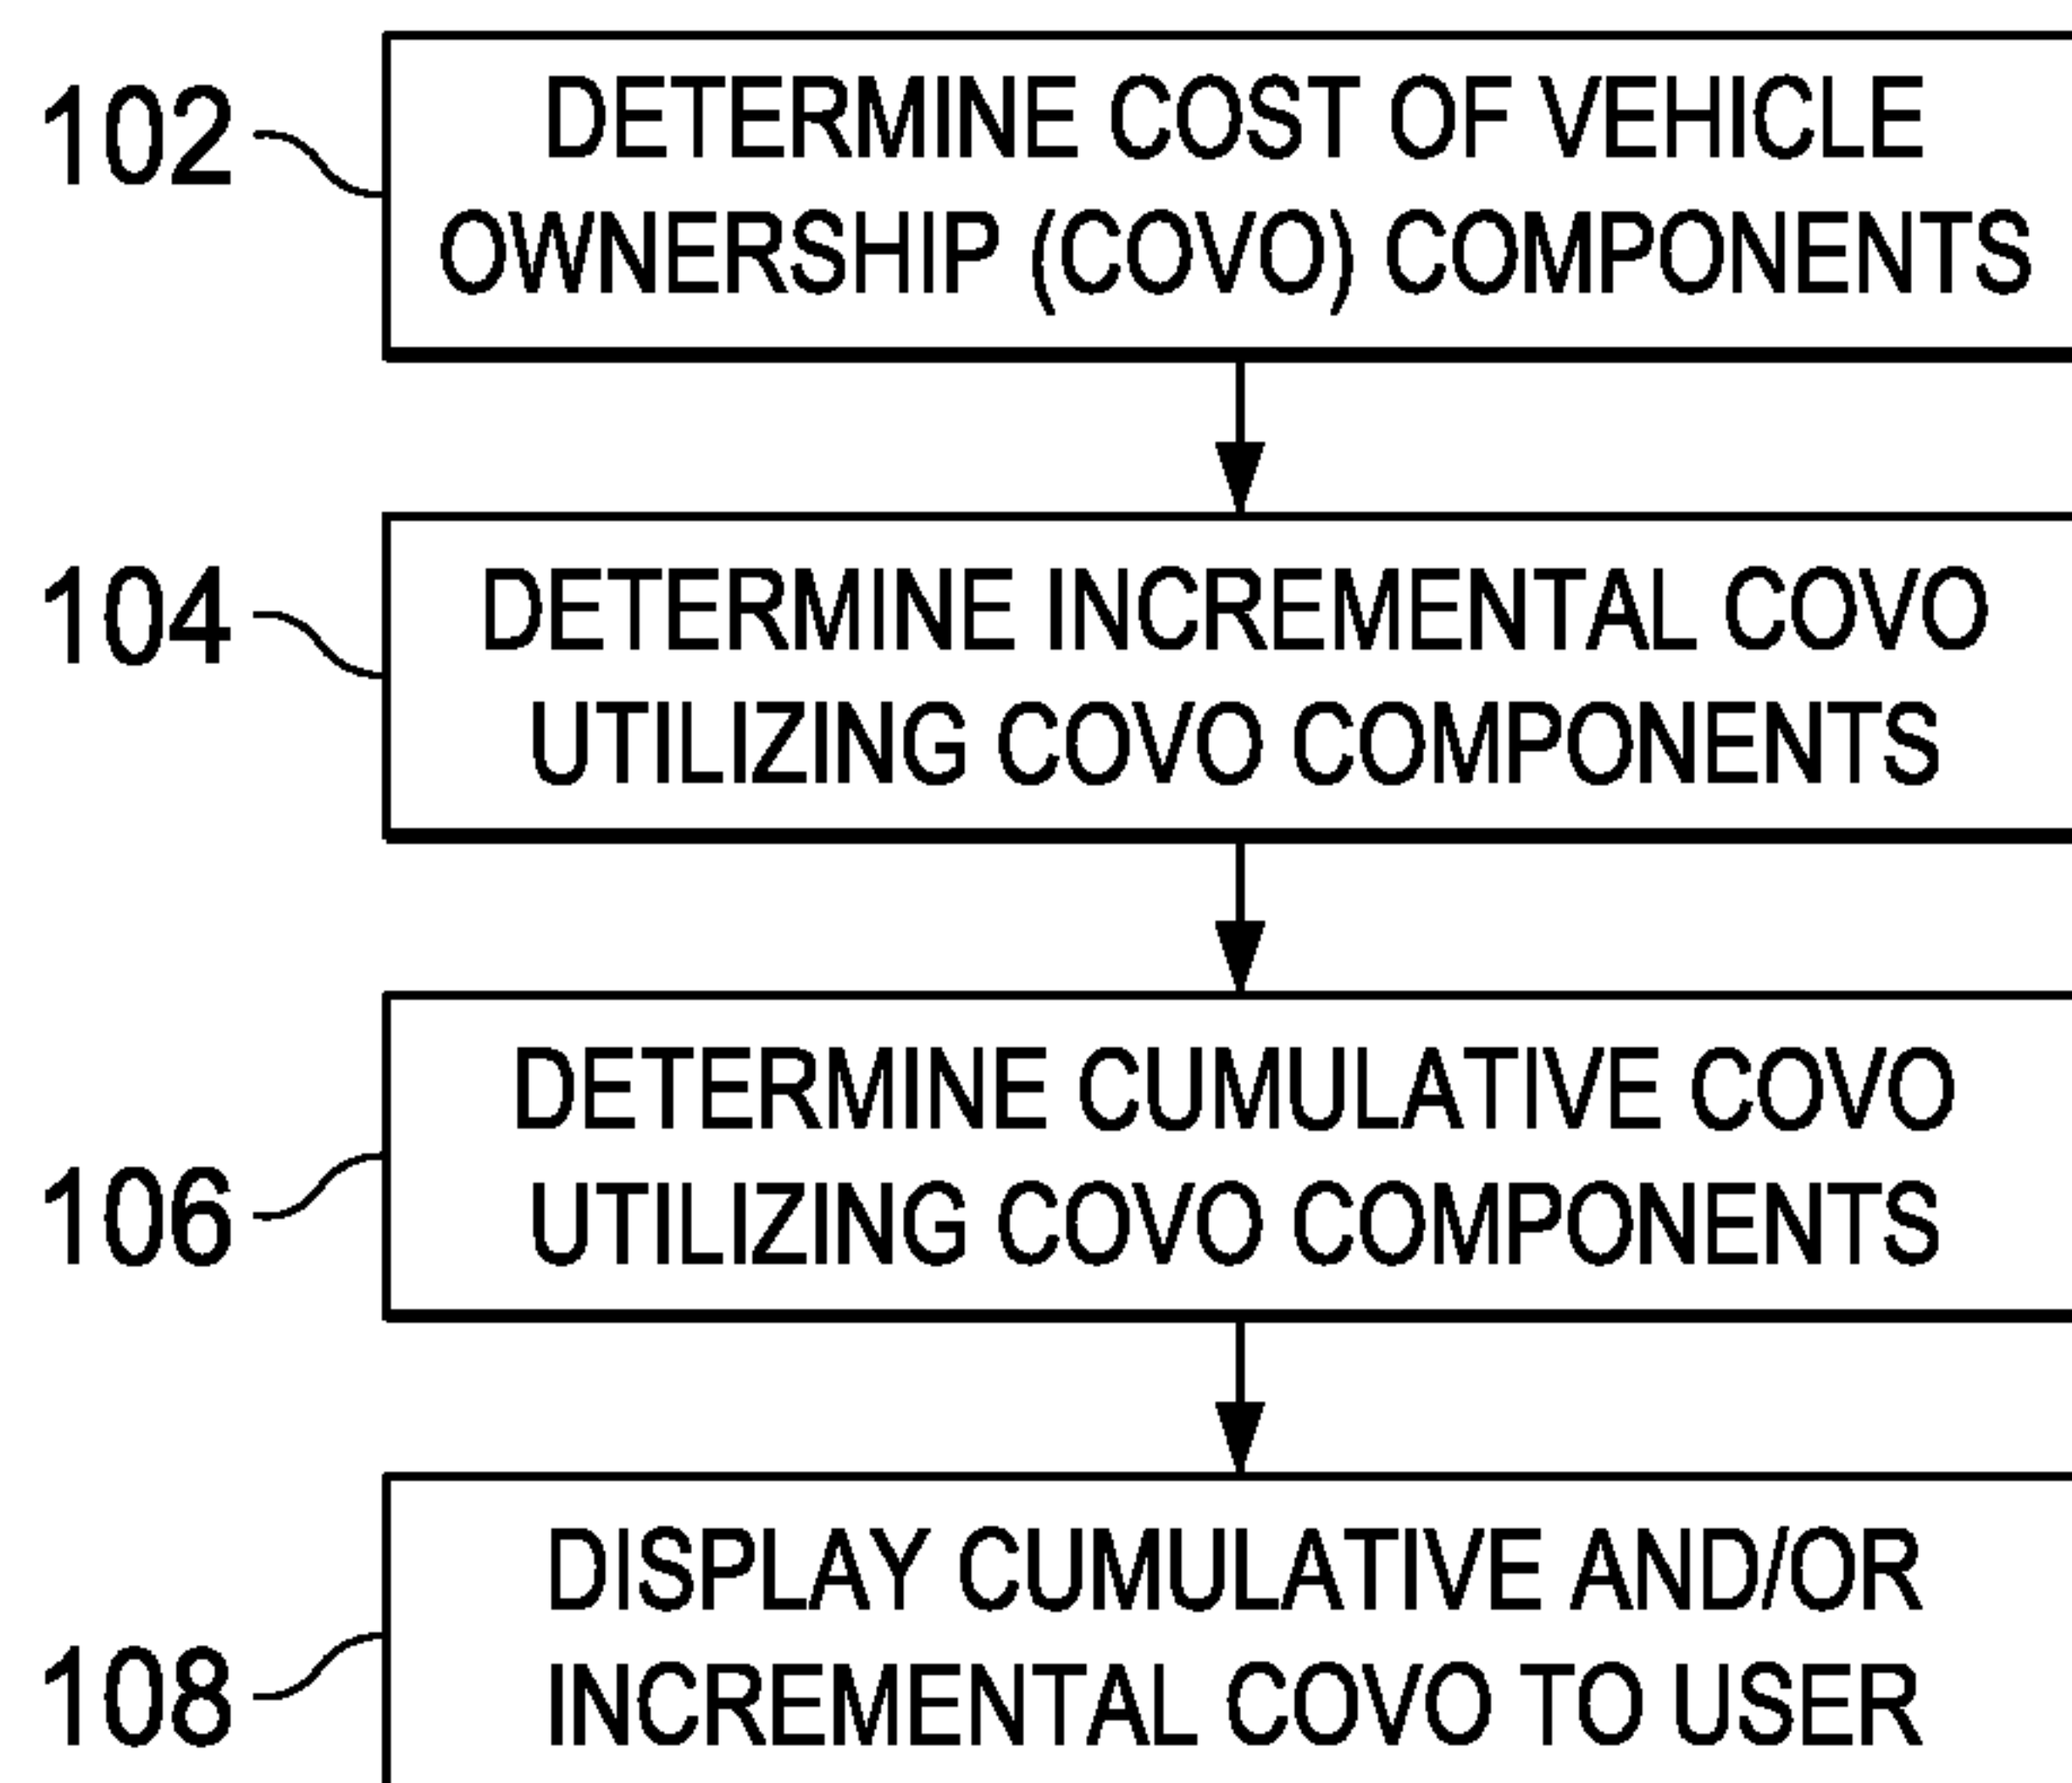 102
DETERMINE COST OF VEHICLE
OWNERSHIP (COVO) COMPONENTS
104
DETERMINE INCREMENTAL COVO
UTILIZING COVO COMPONENTS
106
DETERMINE CUMULATIVE COVO
UTILIZING COVO COMPONENTS
108
DISPLAY CUMULATIVE AND/OR
INCREMENTAL COVO TO USER